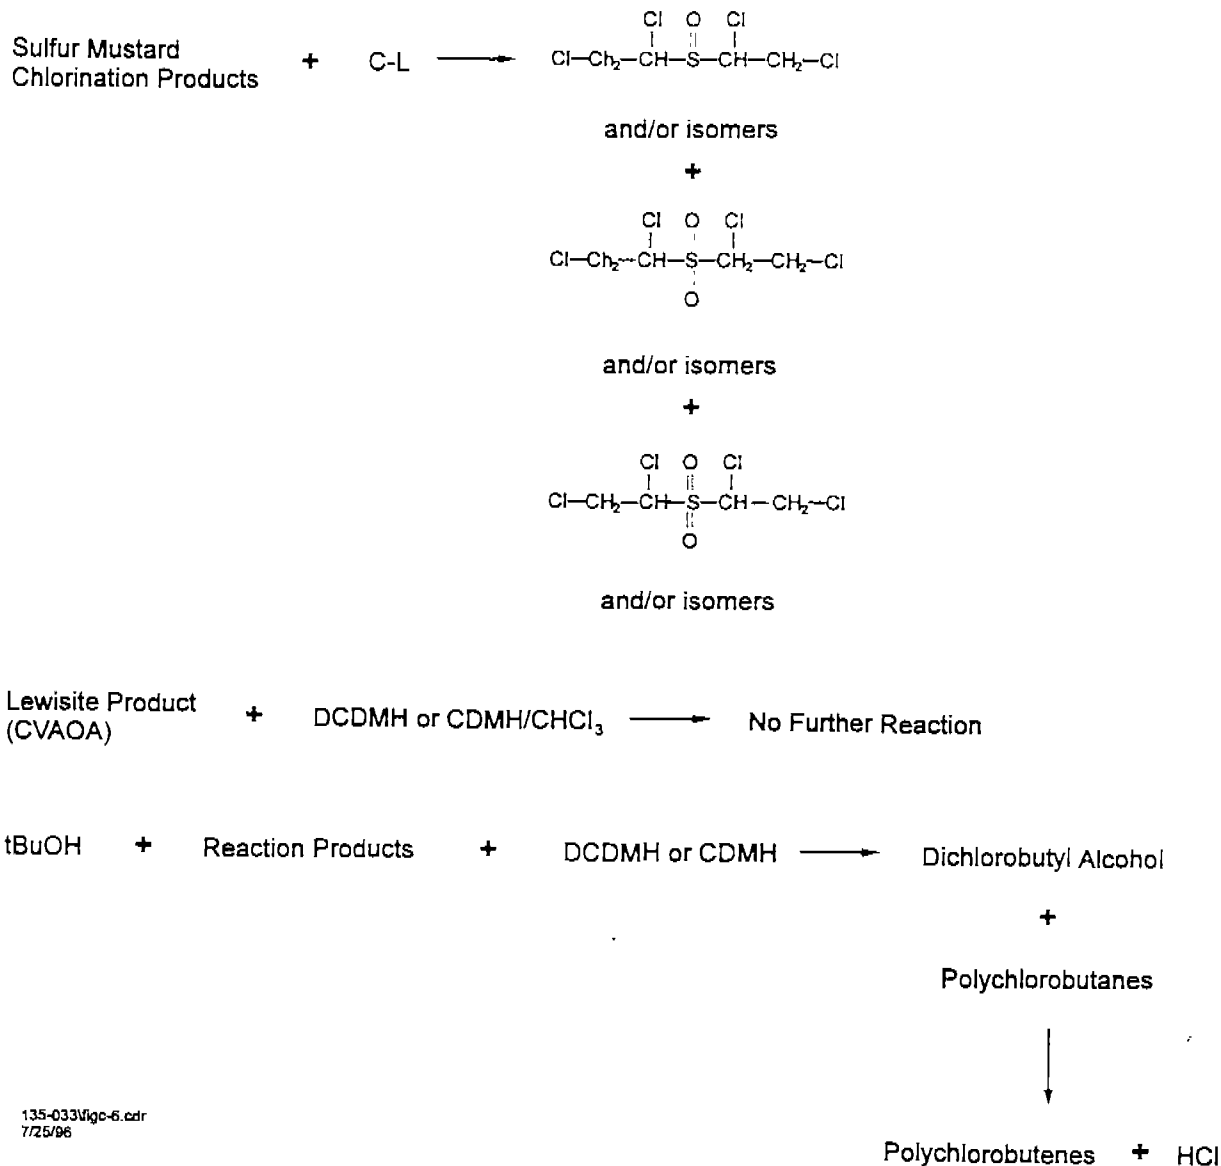 Sulfur Mustard
Chlorination Products + C-L
Cl O Cl
Cl–Ch₂–CH–S–CH–CH₂–Cl
and/or isomers
+
Cl O Cl
Cl–Ch₂–CH–S–CH₂–CH₂–Cl
O
and/or isomers
+
Cl O Cl
Cl–CH₂–CH–S–CH–CH₂–Cl
O
and/or isomers
Lewisite Product
(CVAOA) + DCDMH or CDMH/CHCl₃ → No Further Reaction
tBuOH + Reaction Products + DCDMH or CDMH → Dichlorobutyl Alcohol
+
Polychlorobutanes
Polychlorobutenes + HCl
135-033\figc-6.cdr
7/25/96